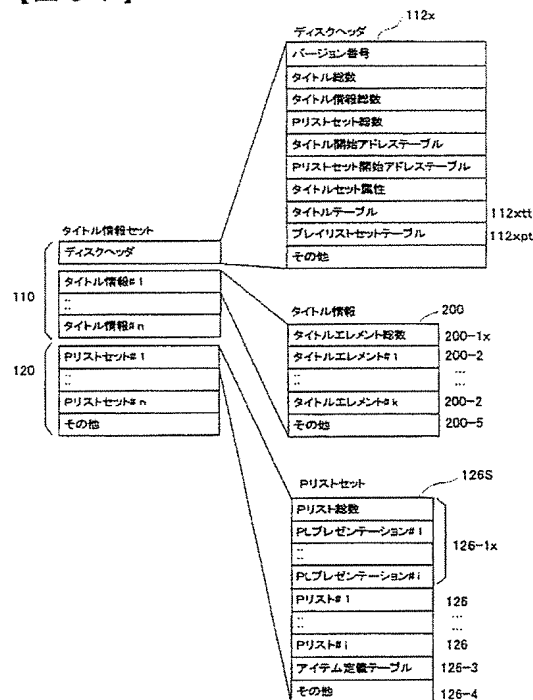 ディスクヘッダ
112x
バージョン番号
タイトル総数
タイトル情報総数
Pリストセット総数
タイトル開始アドレステーブル
Pリストセット開始アドレステーブル
タイトルセット属性
タイトルテーブル
112xtt
プレイリストセットテーブル
112xpt
その他
タイトル情報セット
ディスクヘッダ
110
タイトル情報#1
::
タイトル情報#n
120
Pリストセット#1
::
Pリストセット#n
その他
タイトル情報
200
タイトルエレメント総数
200-1x
タイトルエレメント#1
200-2
::
...
タイトルエレメント#k
200-2
その他
200-5
Pリストセット
126S
Pリスト総数
PLプレゼンテーション#1
::
PLプレゼンテーション#i
126-1x
Pリスト#1
126
::
...
Pリスト#i
126
アイテム定義テーブル
126-3
その他
126-4